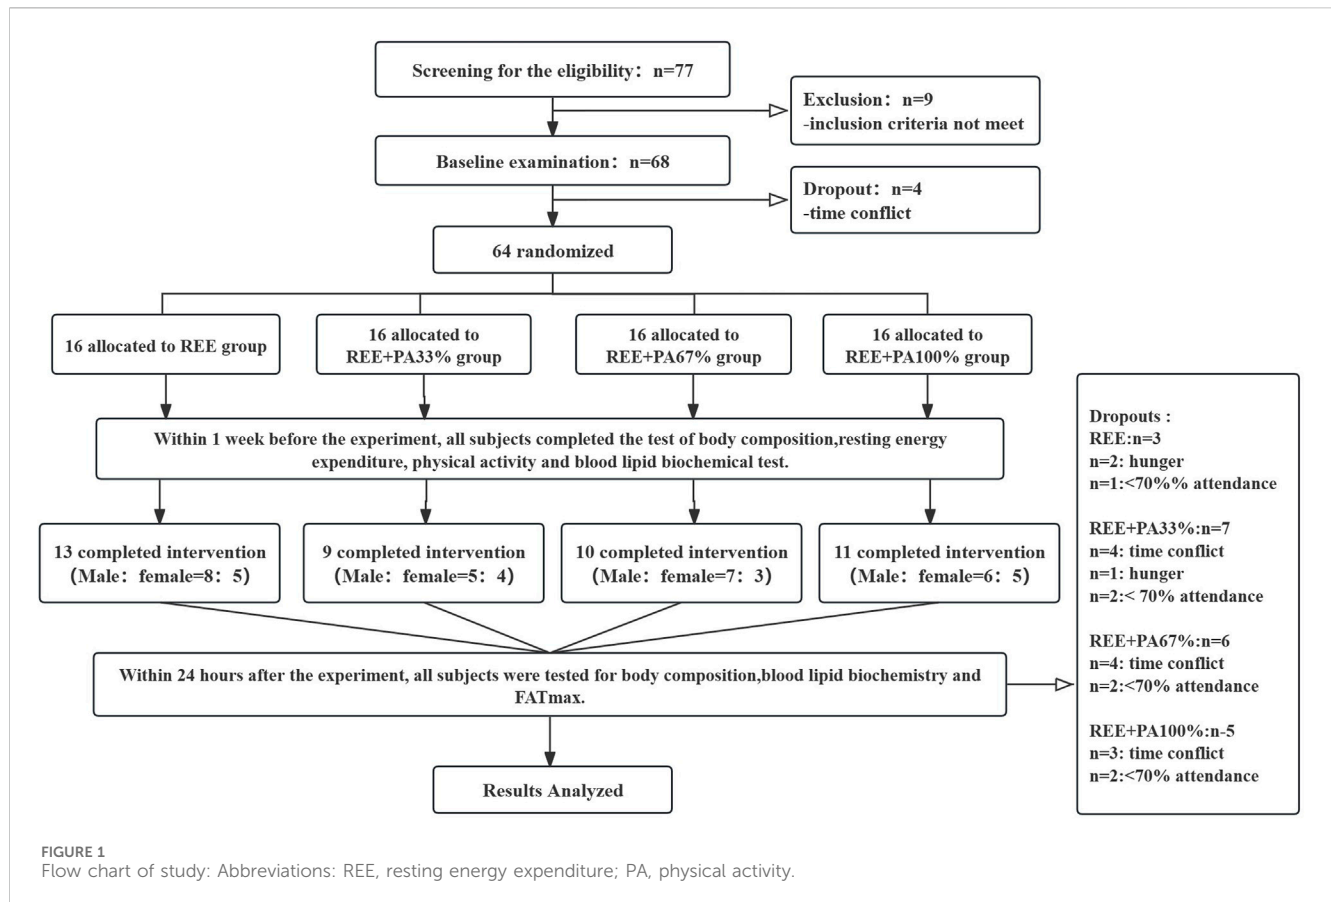 Screening for the eligibility：n=77
Exclusion：n=9
-inclusion criteria not meet
Baseline examination：n=68
Dropout：n=4
-time conflict
64 randomized
16 allocated to REE group
16 allocated to
REE+PA33% group
16 allocated to
REE+PA67% group
16 allocated to
REE+PA100% group
Within 1 week before the experiment, all subjects completed the test of body composition,resting energy
expenditure, physical activity and blood lipid biochemical test.
13 completed intervention
（Male：female=8：5）
9 completed intervention
（Male：female=5：4）
10 completed intervention
（Male：female=7：3）
11 completed intervention
（Male：female=6：5）
Within 24 hours after the experiment, all subjects were tested for body composition,blood lipid biochemistry and
FATmax.
Results Analyzed
Dropouts :
REE:n=3
n=2: hunger
n=1:<70%% attendance
REE+PA33%:n=7
n=4: time conflict
n=1: hunger
n=2:< 70% attendance
REE+PA67%:n=6
n=4: time conflict
n=2:<70% attendance
REE+PA100%:n-5
n=3: time conflict
n=2:<70% attendance
FIGURE 1
Flow chart of study: Abbreviations: REE, resting energy expenditure; PA, physical activity.